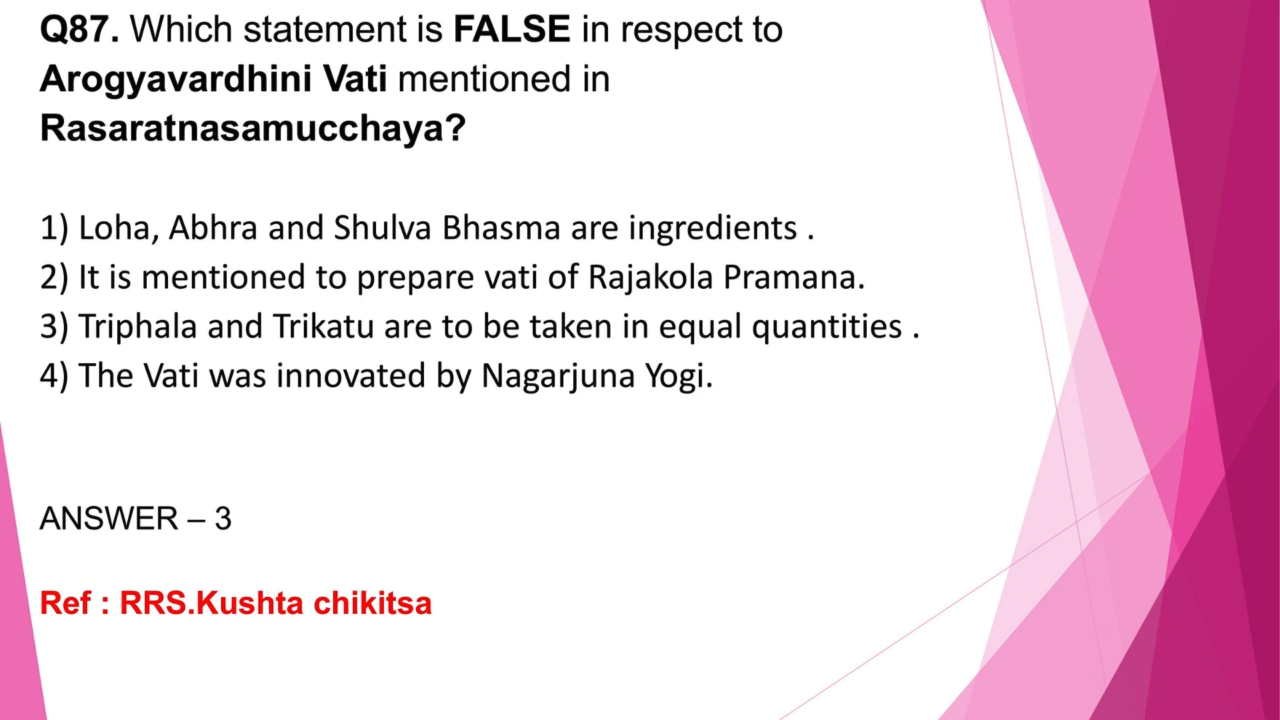 Q87. Which statement is FALSE in respect to
Arogyavardhini Vati mentioned in
Rasaratnasamucchaya?
1) Loha, Abhra and Shulva Bhasma are ingredients .
2) It is mentioned to prepare vati of Rajakola Pramana.
3) Triphala and Trikatu are to be taken in equal quantities .
4) The Vati was innovated by Nagarjuna Yogi.
ANSWER – 3
Ref : RRS.Kushta chikitsa